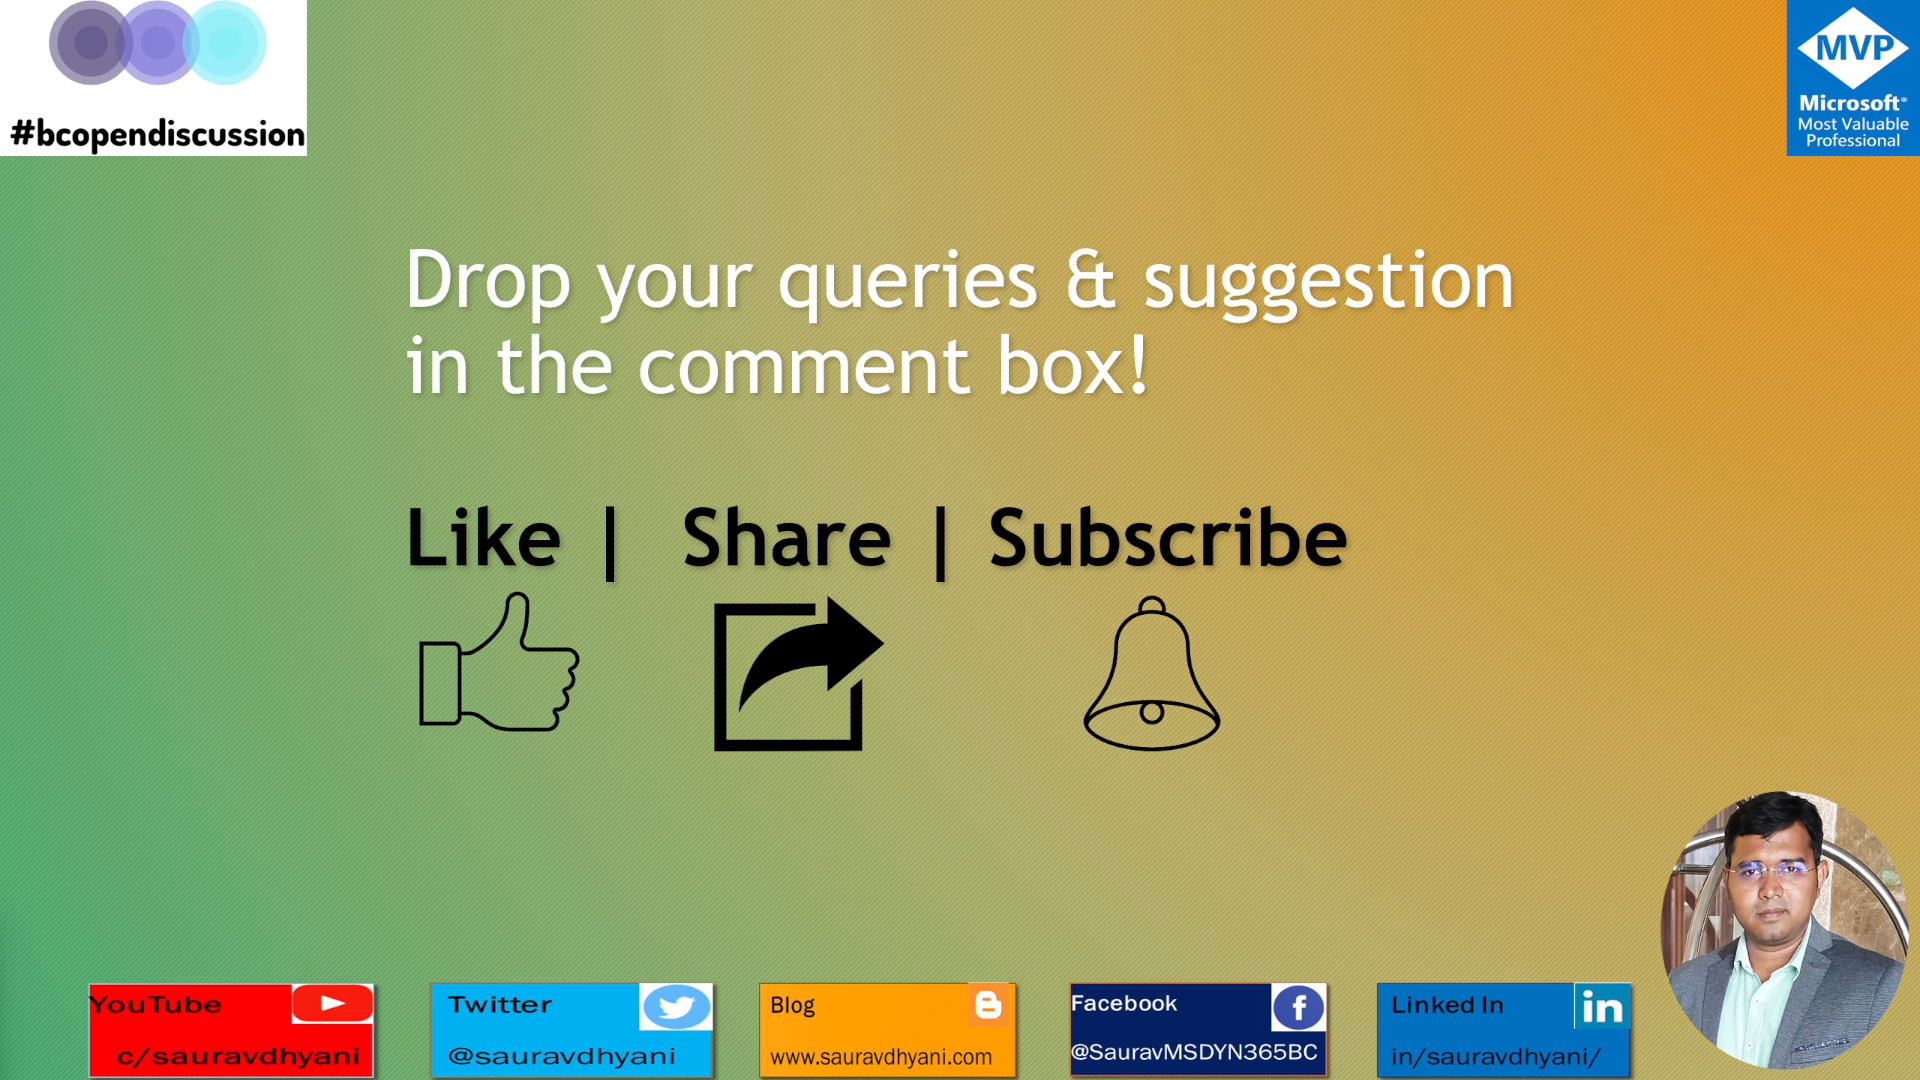 #bcopendiscussion
MVP
Microsoft®
Most Valuable
Professional
Drop your queries & suggestion
in the comment box!
Like | Share | Subscribe
YouTube
c/sauravdhyani
Twitter
@sauravdhyani
Blog
www.sauravdhyani.com
Facebook
@SauravMSDYN365BC
Linked In
in
in/sauravdhyani/